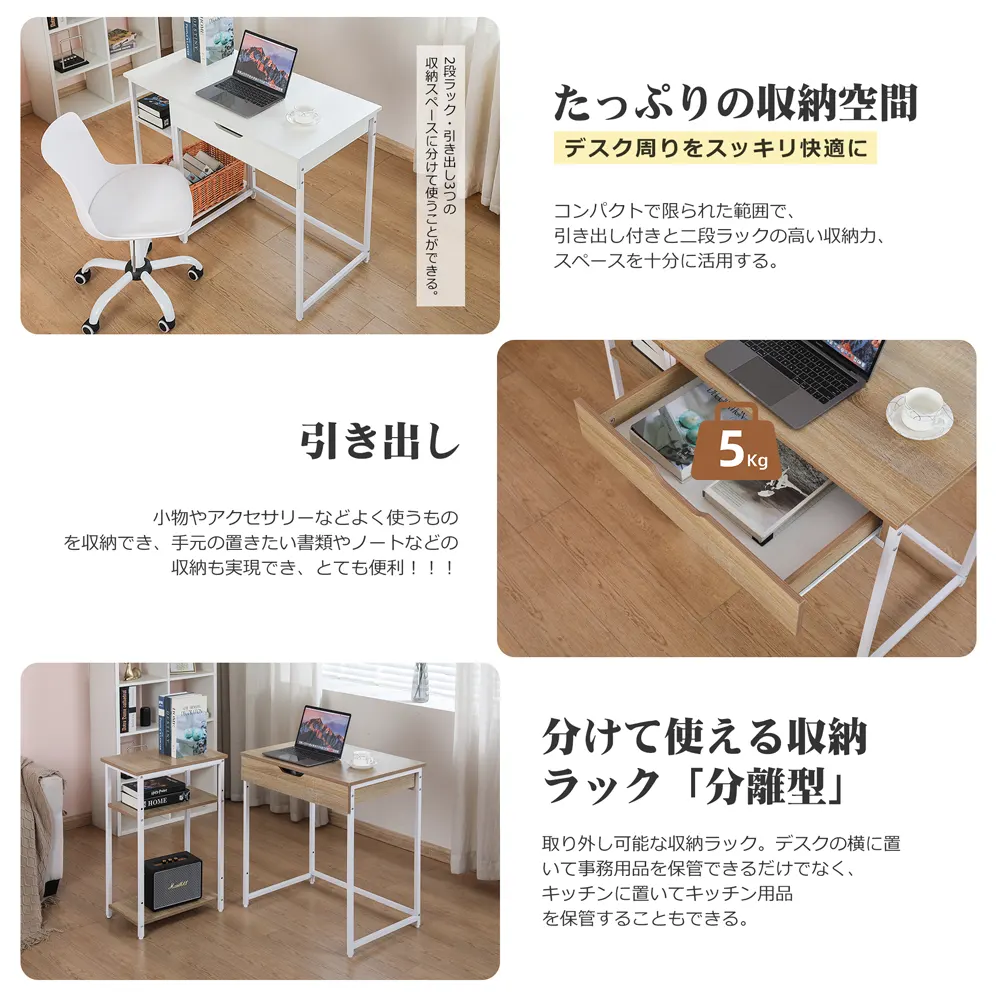 2段ラック・引き出し3つの
収納スペースに分けて使うことができる。
たっぷりの収納空間
デスク周りをスッキリ快適に
コンパクトで限られた範囲で、
引き出し付きと二段ラックの高い収納力、
スペースを十分に活用する。
5Kg
引き出し
小物やアクセサリーなどよく使うもの
を収納でき、手元の置きたい書類やノートなどの
収納も実現でき、とても便利！！！
分けて使える収納
ラック「分離型」
HOME
Marshall
取り外し可能な収納ラック。デスクの横に置
いて事務用品を保管できるだけでなく、
キッチンに置いてキッチン用品
を保管することもできる。